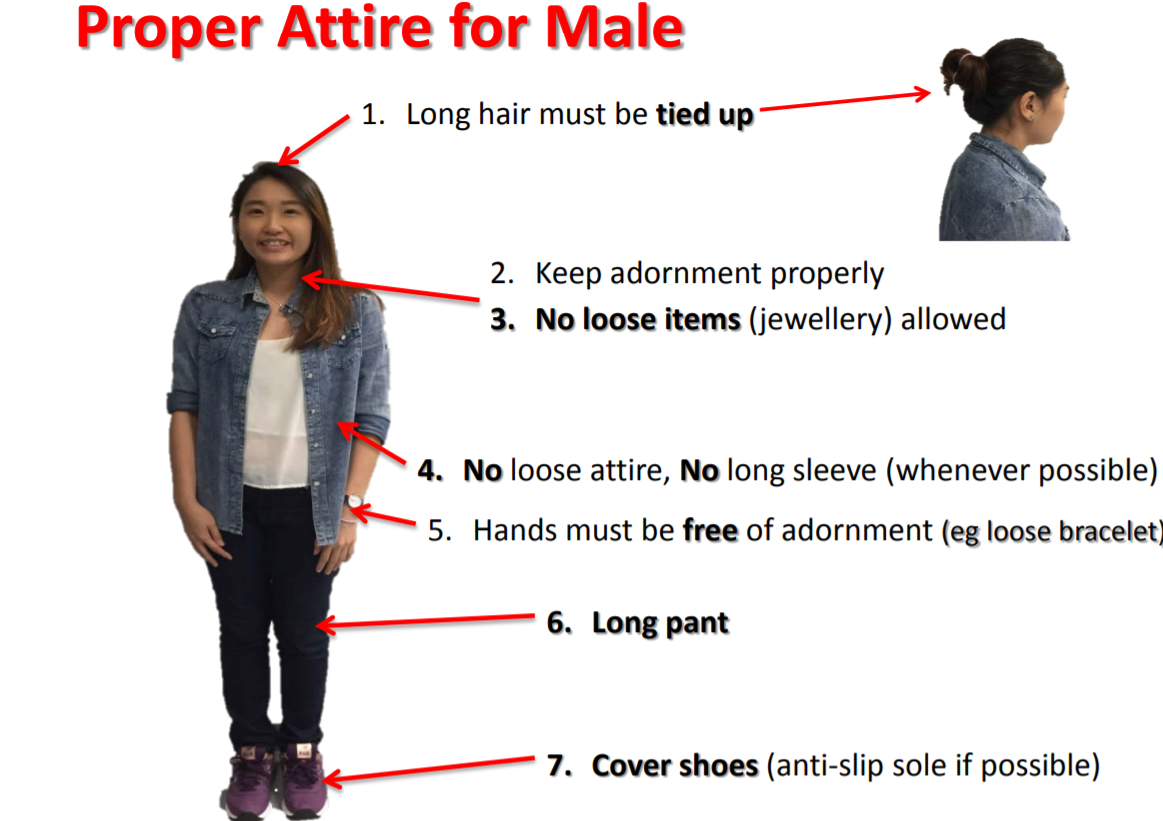 Proper Attire for Male
1. Long hair must be tied up
2. Keep adornment properly
3. No loose items (jewellery) allowed
4. No loose attire, No long sleeve (whenever possible)
5. Hands must be free of adornment (eg loose bracelet)
6. Long pant
7. Cover shoes (anti-slip sole if possible)